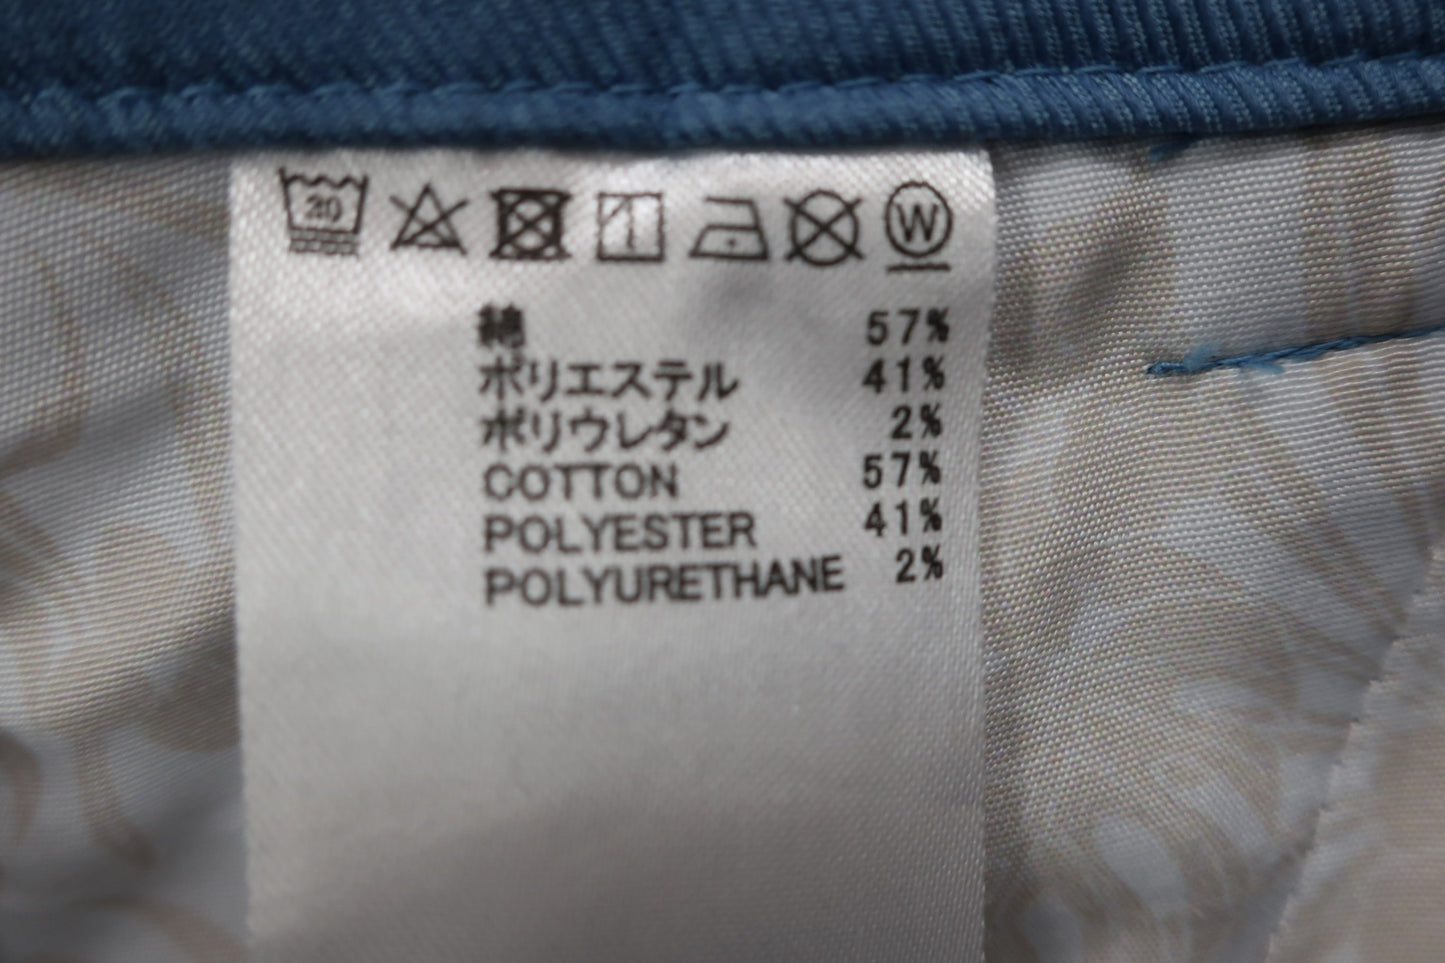 30
W
綿 57%
ポリエステル 41%
ポリウレタン 2%
COTTON 57%
POLYESTER 41%
POLYURETHANE 2%